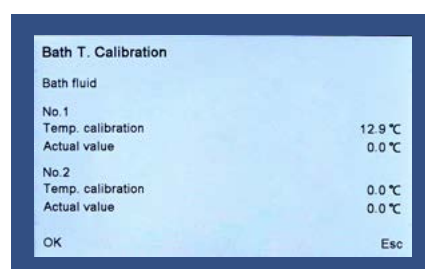 Bath T. Calibration
Bath fluid
No.1
Temp. calibration 12.9 ℃
Actual value 0.0 ℃
No.2
Temp. calibration 0.0 ℃
Actual value 0.0 ℃
OK Esc